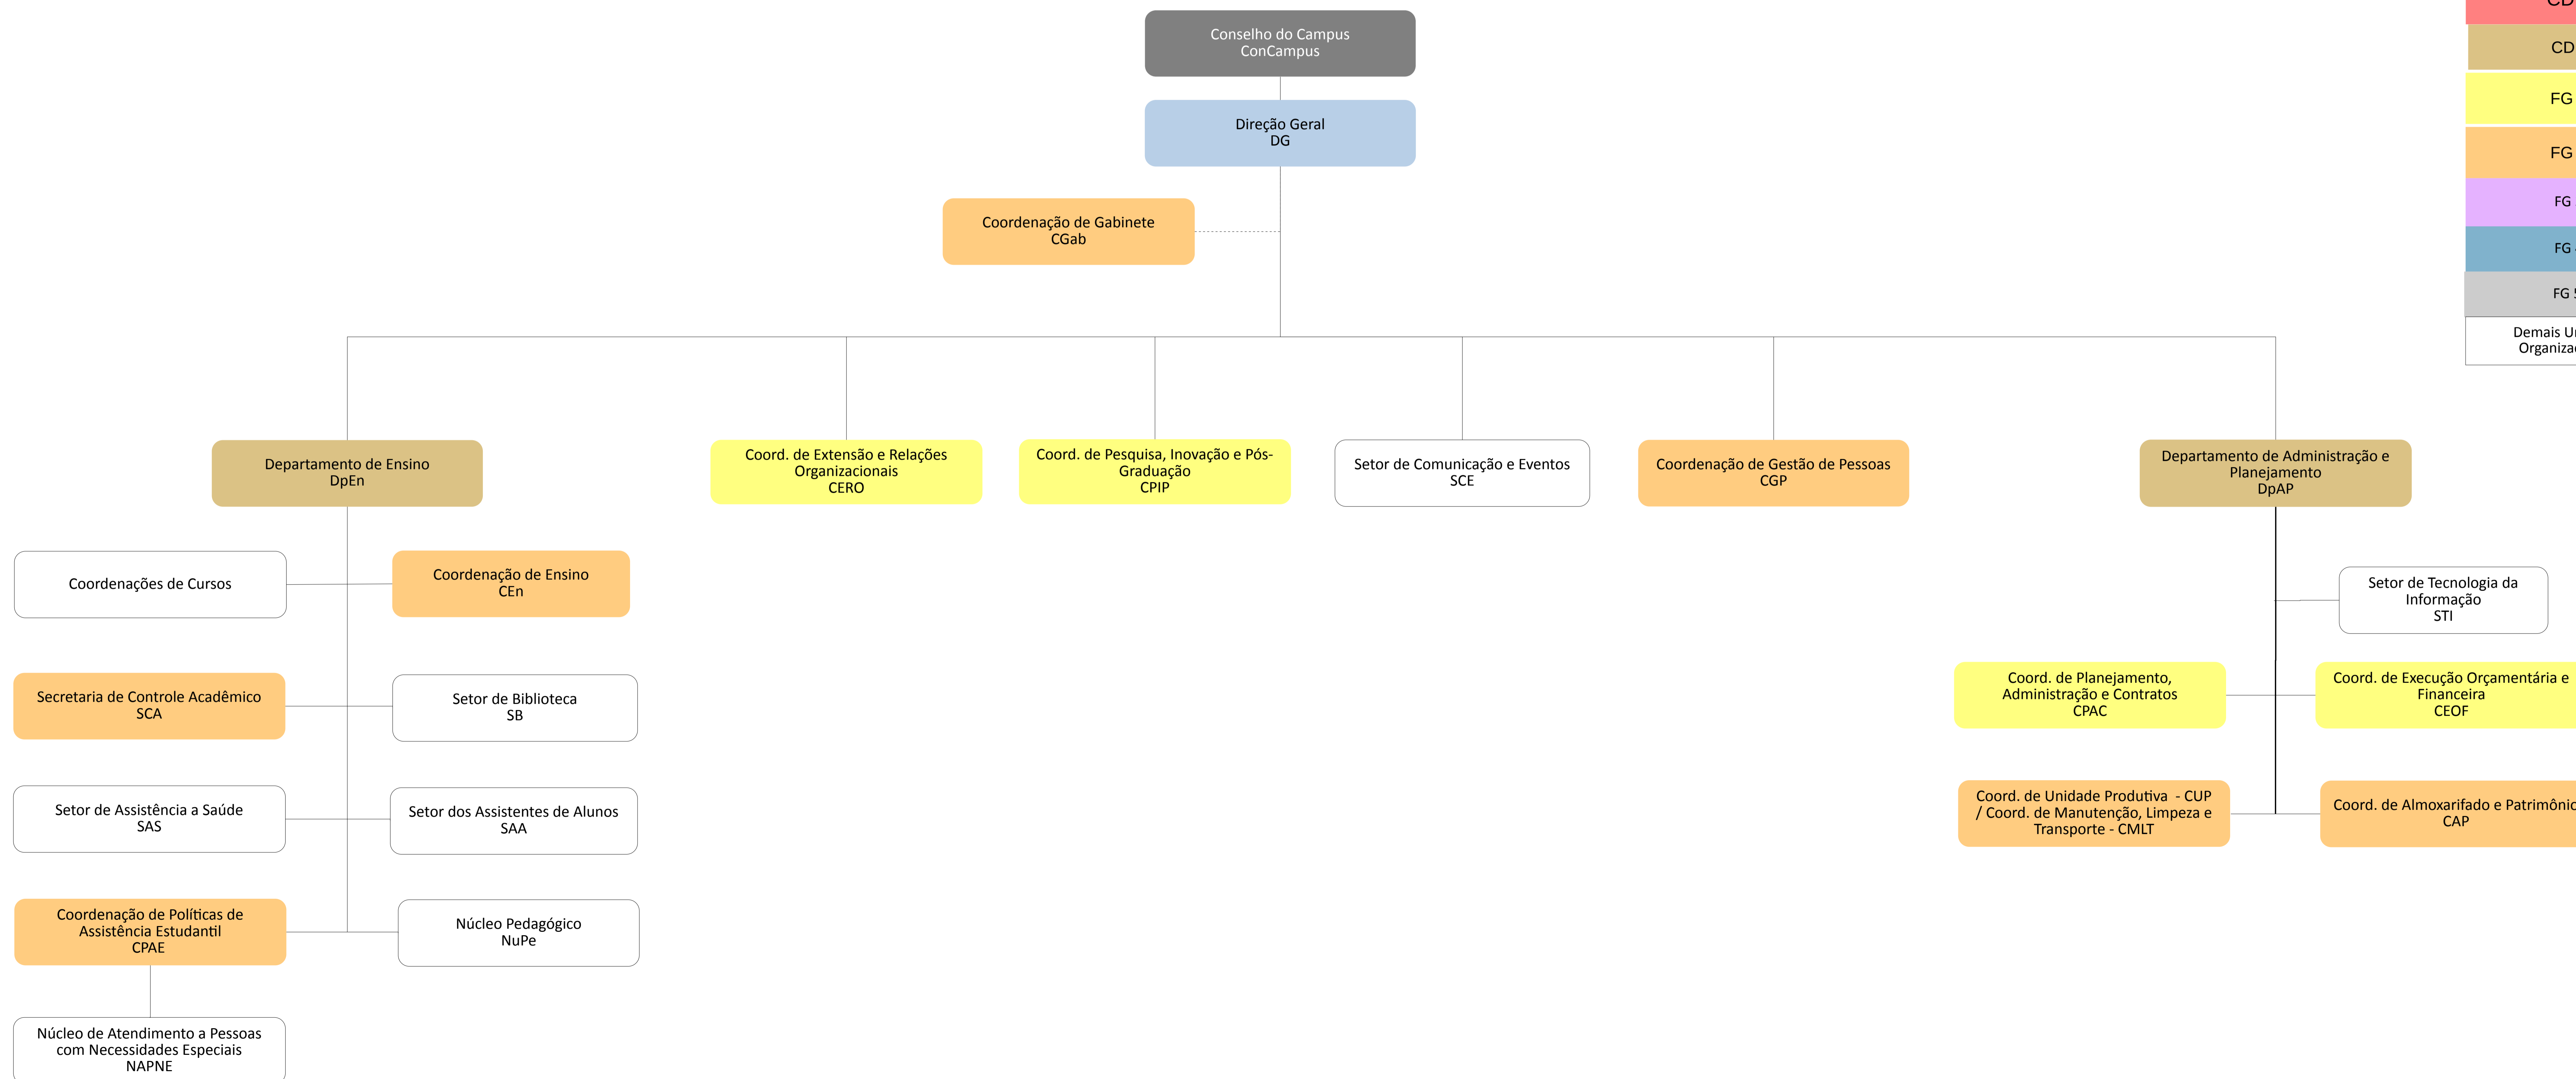 Conselho do Campus
ConCampus
Direção Geral
DG
Coordenação de Gabinete
CGab
CD
CD
FG
FG
FG
FG
FG
Demais
Departamento de Ensino
DpEn
Coord. de Extensão e Relações
Organizacionais
CERO
Coord. de Pesquisa, Inovação e Pós-
Graduação
CPIP
Setor de Comunicação e Eventos
SCE
Coordenação de Gestão de Pessoas
CGP
Departamento de Administração e
Planejamento
DpAP
Coordenações de Cursos
Coordenação de Ensino
CEn
Secretaria de Controle Acadêmico
SCA
Setor de Biblioteca
SB
Setor de Assistência a Saúde
SAS
Setor dos Assistentes de Alunos
SAA
Coordenação de Políticas de
Assistência Estudantil
CPAE
Núcleo Pedagógico
NuPe
Núcleo de Atendimento a Pessoas
com Necessidades Especiais
NAPNE
Setor de Tecnologia da
Informação
STI
Coord. de Planejamento,
Administração e Contratos
CPAC
Coord. de Execução Orçamentária e
Financeira
CEOF
Coord. de Unidade Produtiva  - CUP
/ Coord. de Manutenção, Limpeza e
Transporte - CMLT
Coord. de Almoxarifado e
CAP